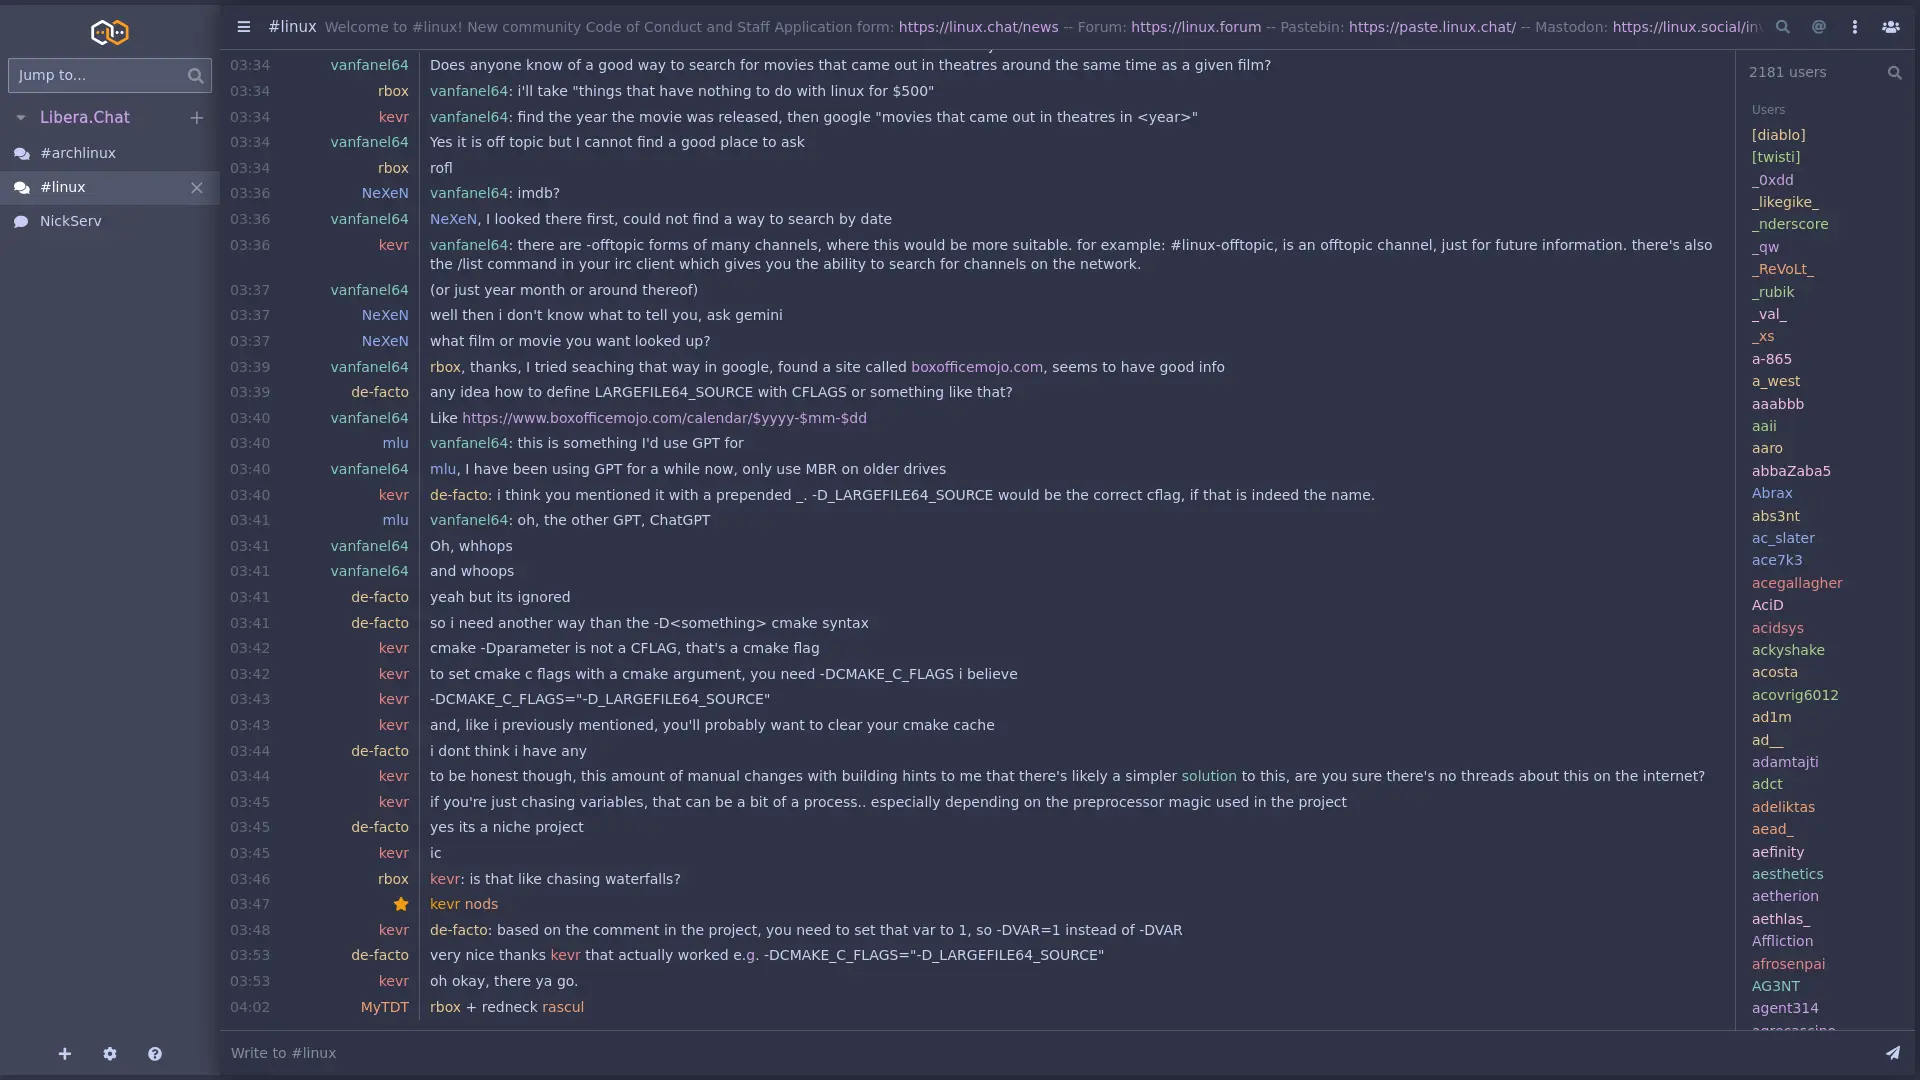 #linux Welcome to #linux! New community Code of Conduct and Staff Application form: https://linux.chat/news -- Forum: https://linux.forum -- Pastebin: https://paste.linux.chat/ -- Mastodon: https://linux.social/in
Jump to...
Libera.Chat
#archlinux
#linux
NickServ
03:34 vanfanel64 Does anyone know of a good way to search for movies that came out in theatres around the same time as a given film?
03:34 rbox vanfanel64: i'll take "things that have nothing to do with linux for $500"
03:34 kevr vanfanel64: find the year the movie was released, then google "movies that came out in theatres in <year>"
03:34 vanfanel64 Yes it is off topic but I cannot find a good place to ask
03:34 rbox rofl
03:36 NeXeN vanfanel64: imdb?
03:36 vanfanel64 NeXeN, I looked there first, could not find a way to search by date
03:36 kevr vanfanel64: there are -offtopic forms of many channels, where this would be more suitable. for example: #linux-offtopic, is an offtopic channel, just for future information. there's also
the /list command in your irc client which gives you the ability to search for channels on the network.
03:37 vanfanel64 (or just year month or around thereof)
03:37 NeXeN well then i don't know what to tell you, ask gemini
03:37 NeXeN what film or movie you want looked up?
03:39 vanfanel64 rbox, thanks, I tried seaching that way in google, found a site called boxofficemojo.com, seems to have good info
03:39 de-facto any idea how to define LARGEFILE64_SOURCE with CFLAGS or something like that?
03:40 vanfanel64 Like https://www.boxofficemojo.com/calendar/$yyyy-$mm-$dd
03:40 mlu vanfanel64: this is something I'd use GPT for
03:40 vanfanel64 mlu, I have been using GPT for a while now, only use MBR on older drives
03:40 kevr de-facto: i think you mentioned it with a prepended _. -D_LARGEFILE64_SOURCE would be the correct cflag, if that is indeed the name.
03:41 mlu vanfanel64: oh, the other GPT, ChatGPT
03:41 vanfanel64 Oh, whhops
03:41 vanfanel64 and whoops
03:41 de-facto yeah but its ignored
03:41 de-facto so i need another way than the -D<something> cmake syntax
03:42 kevr cmake -Dparameter is not a CFLAG, that's a cmake flag
03:42 kevr to set cmake c flags with a cmake argument, you need -DCMAKE_C_FLAGS i believe
03:43 kevr -DCMAKE_C_FLAGS="-D_LARGEFILE64_SOURCE"
03:43 kevr and, like i previously mentioned, you'll probably want to clear your cmake cache
03:44 de-facto i dont think i have any
03:44 kevr to be honest though, this amount of manual changes with building hints to me that there's likely a simpler solution to this, are you sure there's no threads about this on the internet?
03:45 kevr if you're just chasing variables, that can be a bit of a process.. especially depending on the preprocessor magic used in the project
03:45 de-facto yes its a niche project
03:45 kevr ic
03:46 rbox kevr: is that like chasing waterfalls?
03:47 kevr nods
03:48 kevr de-facto: based on the comment in the project, you need to set that var to 1, so -DVAR=1 instead of -DVAR
03:53 de-facto very nice thanks kevr that actually worked e.g. -DCMAKE_C_FLAGS="-D_LARGEFILE64_SOURCE"
03:53 kevr oh okay, there ya go.
04:02 MyTDT rbox + redneck rascul
Write to #linux
2181 users
Users
[diablo]
[twisti]
_0xdd
_likegike_
_nderscore
_qw
_ReVoLt_
_rubik
_val_
_xs
a-865
a_west
aaabbb
aaii
aaro
abbaZaba5
Abrax
abs3nt
ac_slater
ace7k3
acegallagher
AciD
acidsys
ackyshake
acosta
acovrig6012
ad1m
ad__
adamtajti
adct
adeliktas
aead_
aefinity
aesthetics
aetherion
aethlas_
Affliction
afrosenpai
AG3NT
agent314